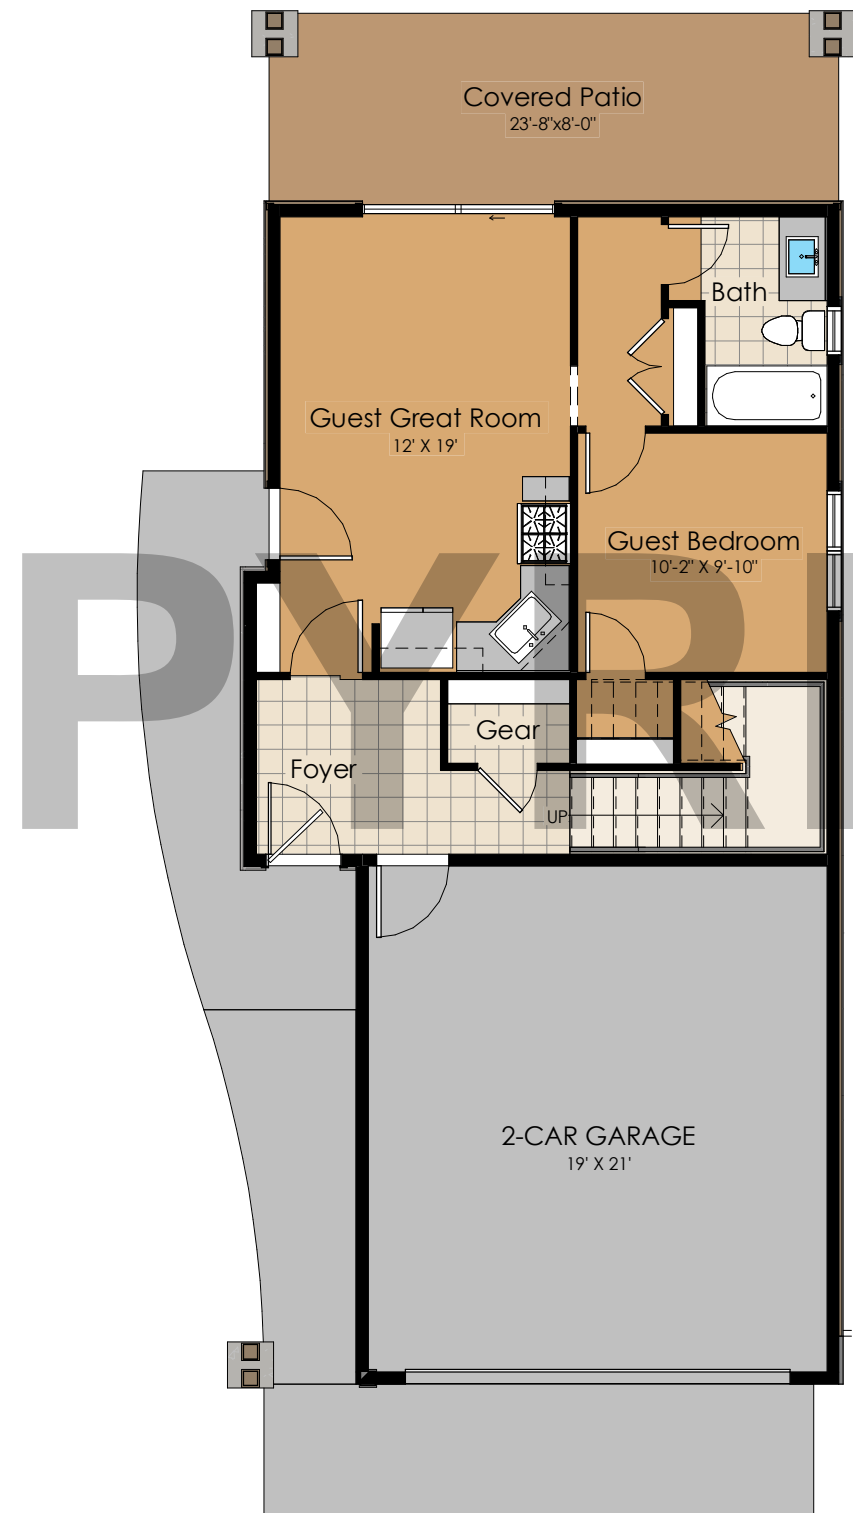 Covered Patio
23'-8"x8'-0"
Bath
Guest Great Room
12' X 19'
Guest Bedroom
10'-2" X 9'-10"
Gear
Foyer
UP
2-CAR GARAGE
19' X 21'